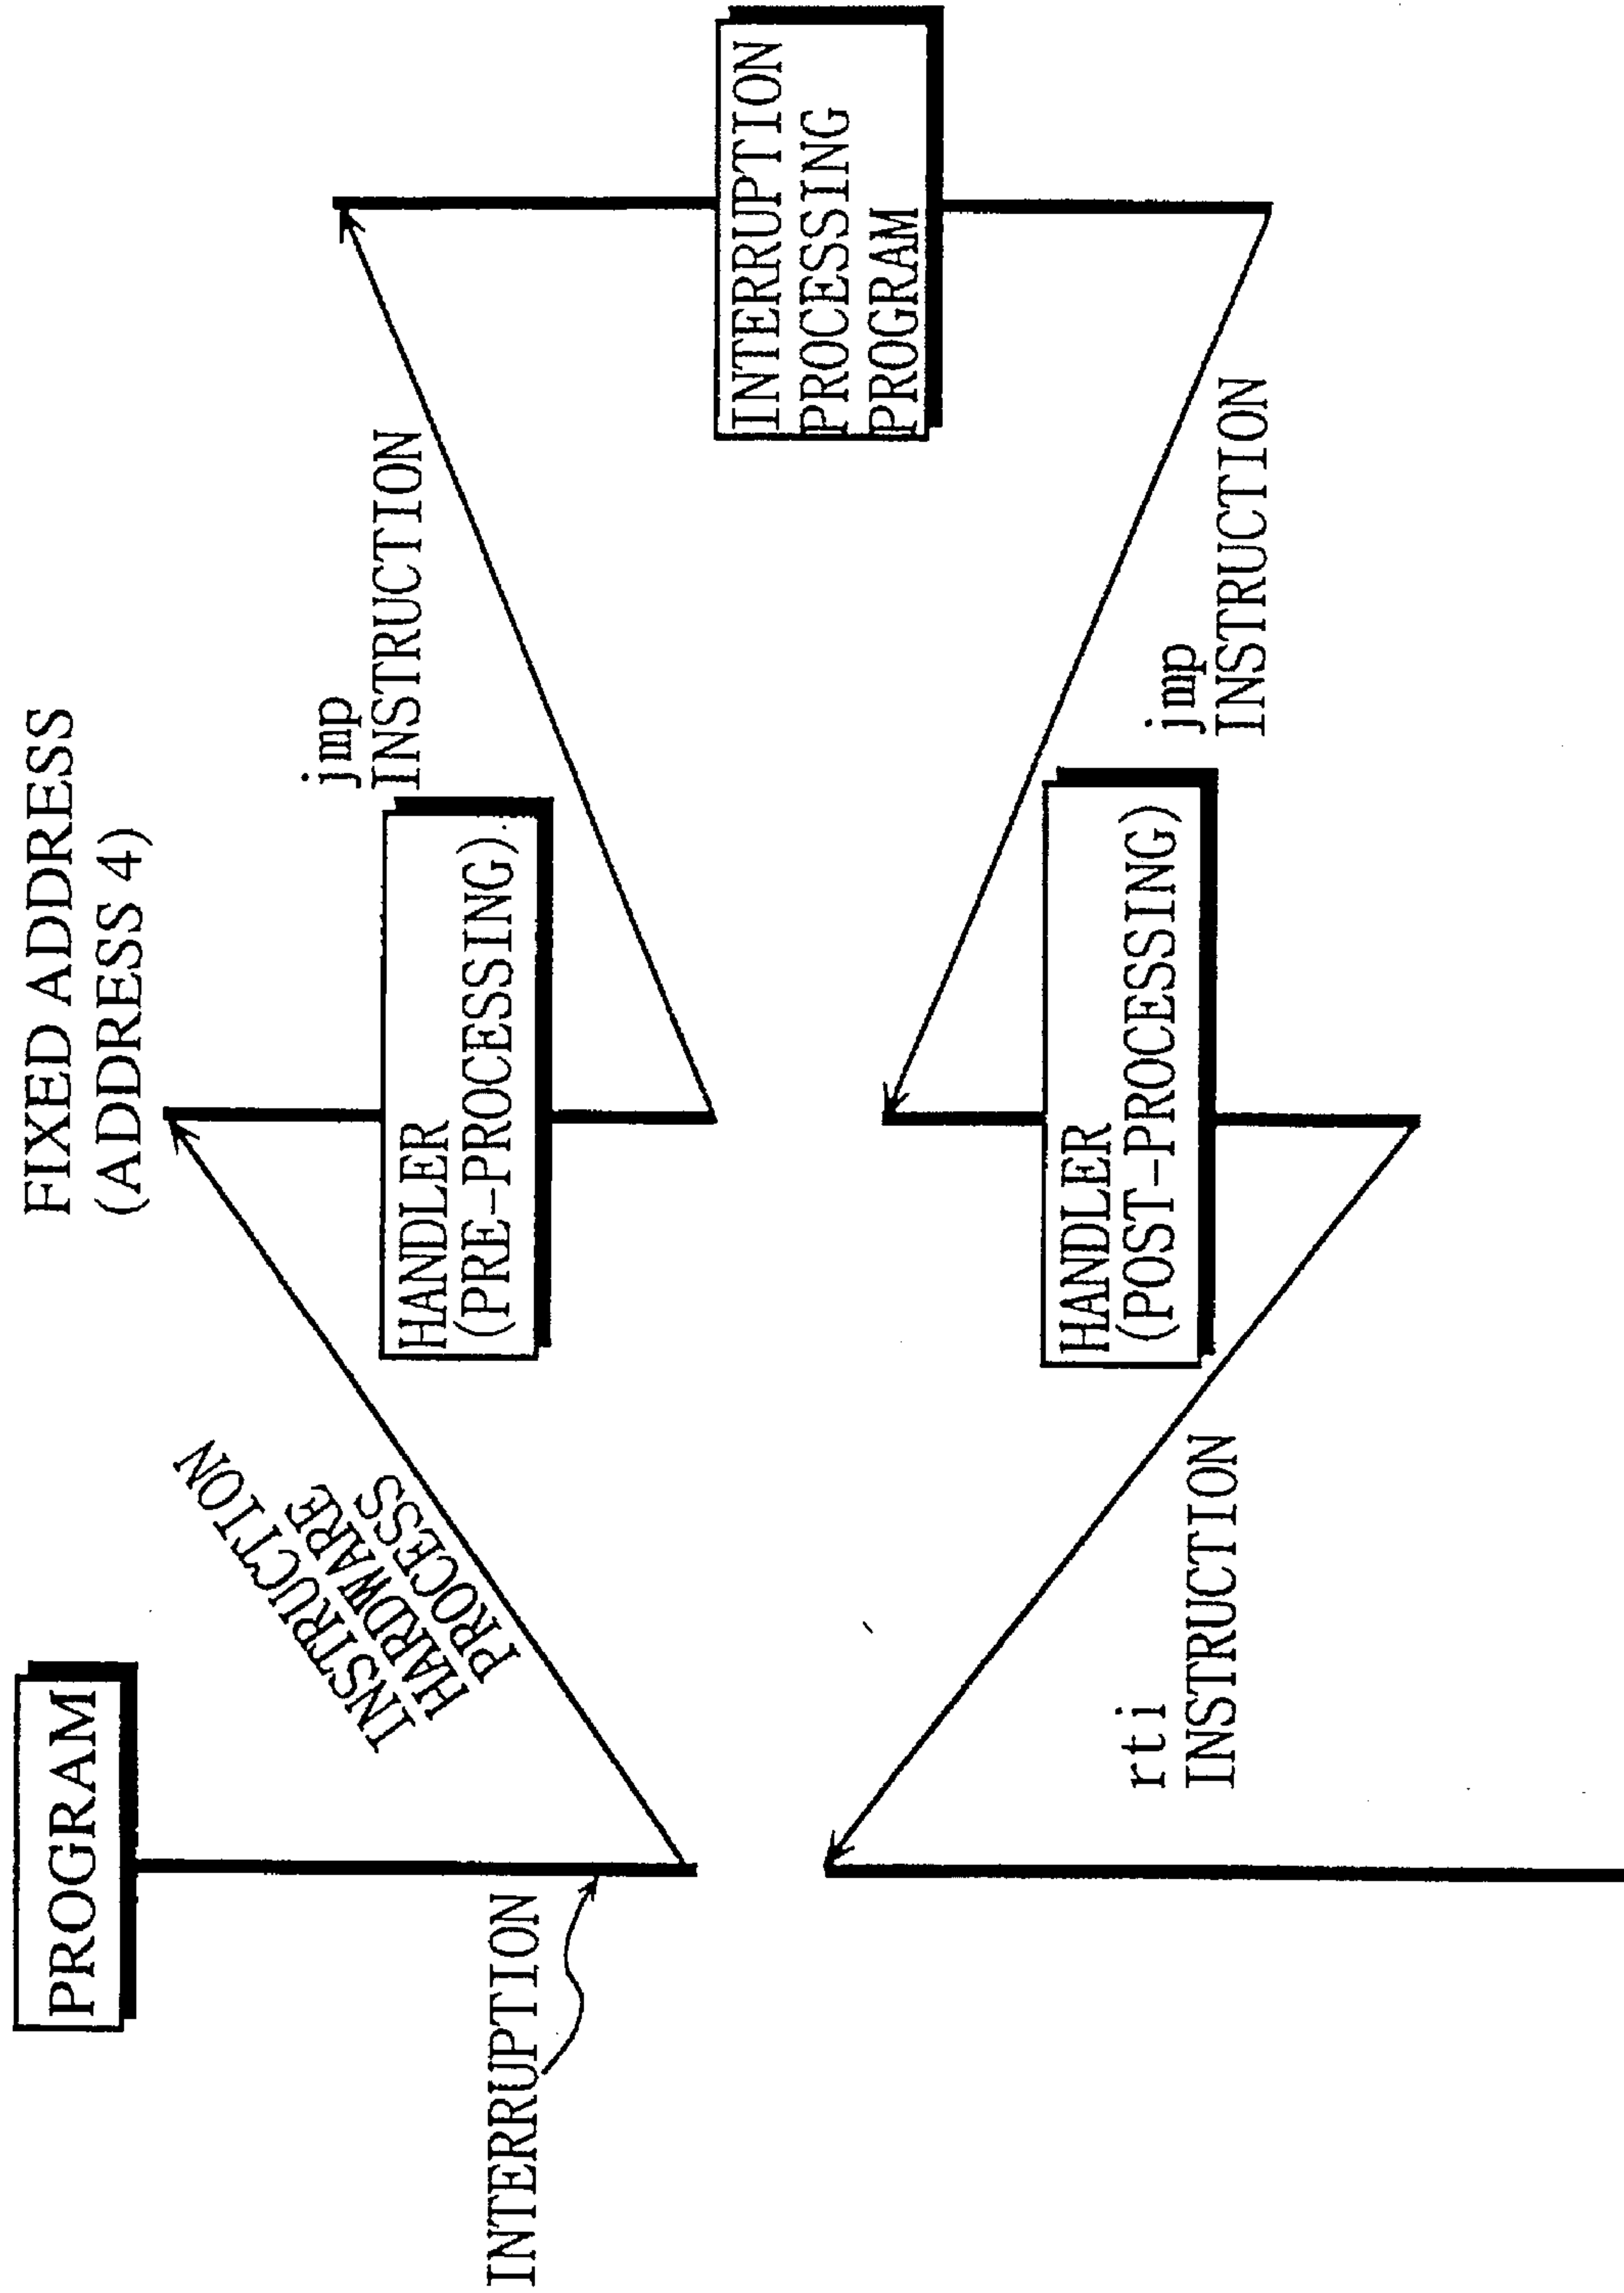 PROGRAM
FIXED ADDRESS
(ADDRESS 4)
INTERRUPTION
INSTRUCTION
HARDWARE
PROCESS
HANDLER
(PRE-PROCESSING)
jmp
INSTRUCTION
INTERRUPTION
PROCESSING
PROGRAM
jmp
INSTRUCTION
HANDLER
(POST-PROCESSING)
rti
INSTRUCTION